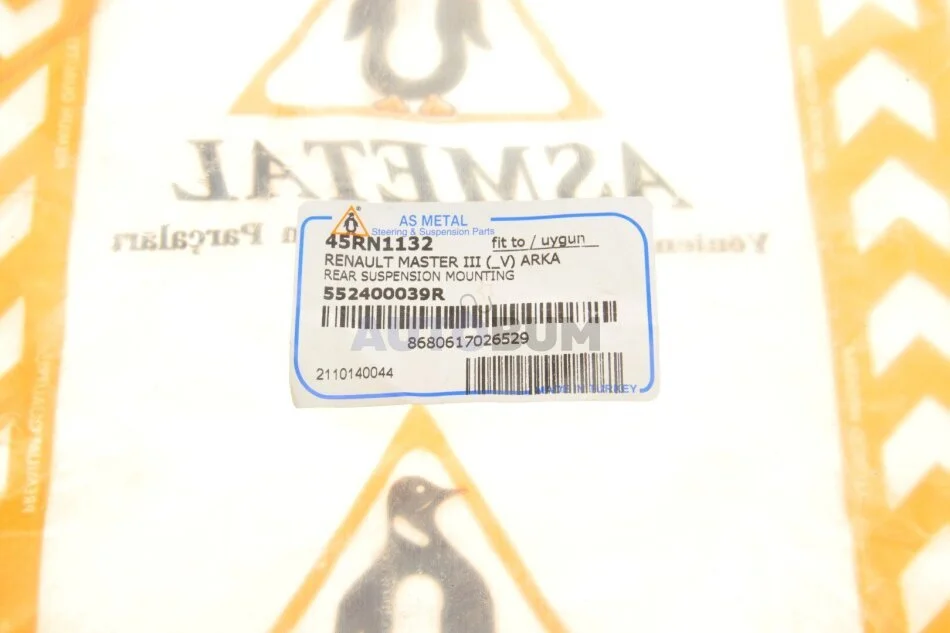 ASMETAL
Parçaları
®
AS METAL
Steering & Suspension Parts
45RN1132 fit to / uygun
RENAULT MASTER III (_V) ARKA
REAR SUSPENSION MOUNTING
552400039R
AUTOBUM
8680617026529
2110140044
MADE IN TURKEY